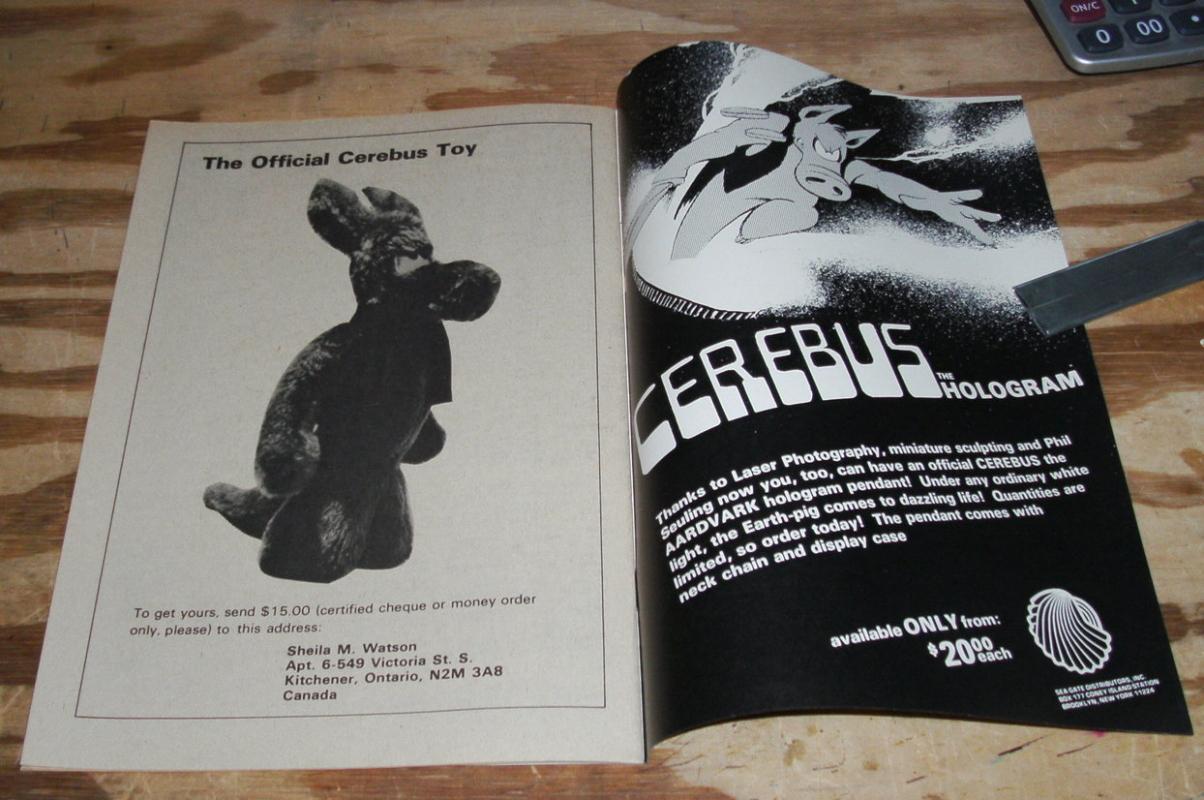 The Official Cerebus Toy
To get yours, send $15.00 (certified cheque or money order
only, please) to this address:
Sheila M. Watson
Apt. 6-549 Victoria St. S.
Kitchener, Ontario, N2M 3A8
Canada
CEREBUS
THE
HOLOGRAM
Thanks to Laser Photography, miniature sculpting and Phil
Seuling now you, too, can have an official CEREBUS the
AARDVARK hologram pendant! Under any ordinary white
light, the Earth-pig comes to dazzling life! Quantities are
limited, so order today! The pendant comes with
neck chain and display case
available ONLY from:
$2000 each
SEA GATE DISTRIBUTORS, INC.
BOX 177 CONEY ISLAND STATION
BROOKLYN, NEW YORK 11224
ON/C
0 00